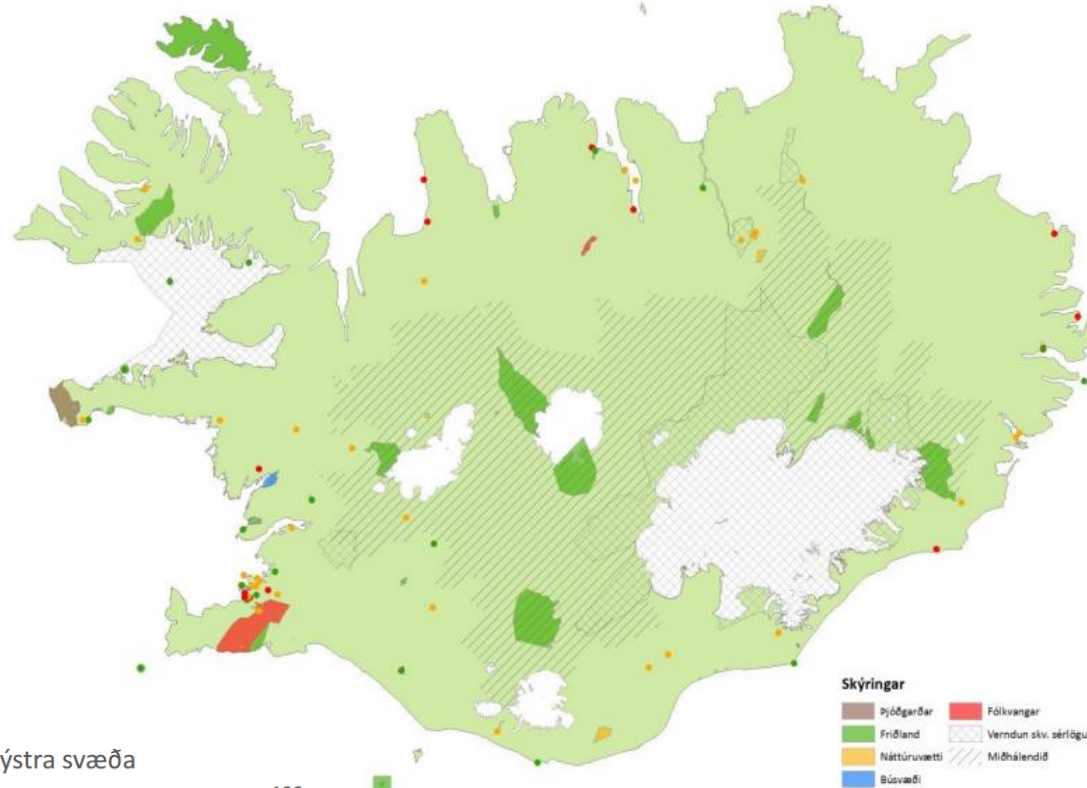 Skýringar
Þjóðgarðar
Fólkvangar
Friðland
Verndun skv. sérlögu
Náttúruvætti
Miðhálendið
Búsvæði
ýstra svæða